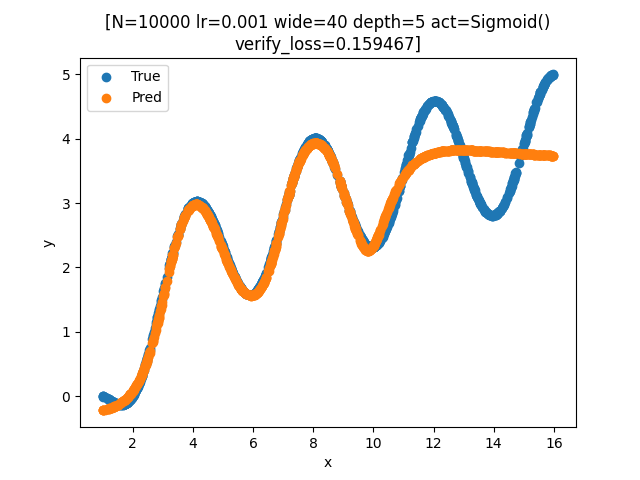 [N=10000 lr=0.001 wide=40 depth=5 act=Sigmoid()
verify_loss=0.159467]
True
Pred
5
4
3
2
1
0
y
2 4 6 8 10 12 14 16
x